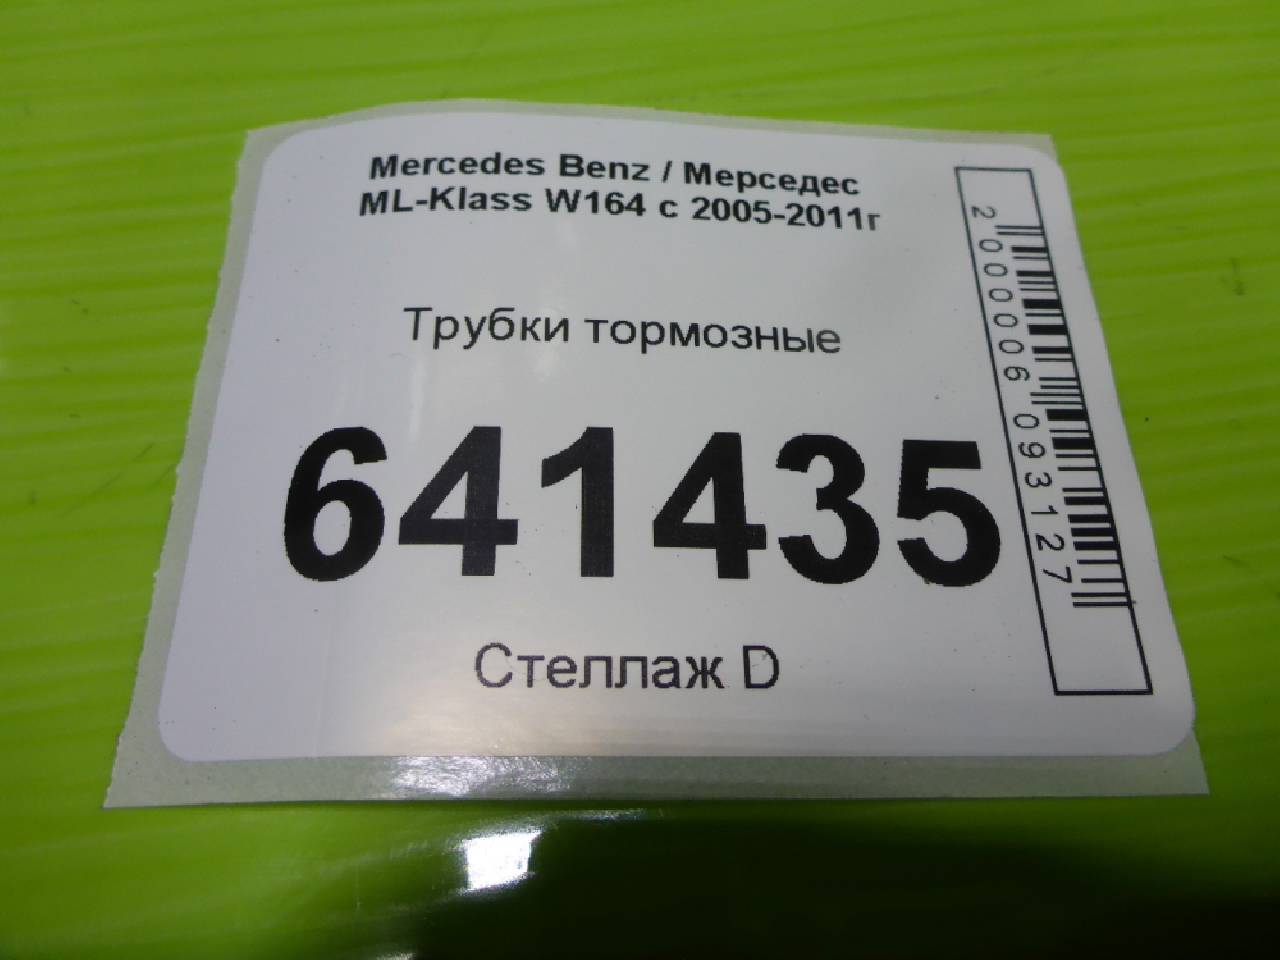 Mercedes Benz / Мерседес
ML-Klass W164 с 2005-2011г
Трубки тормозные
641435
Стеллаж D
2000006093127